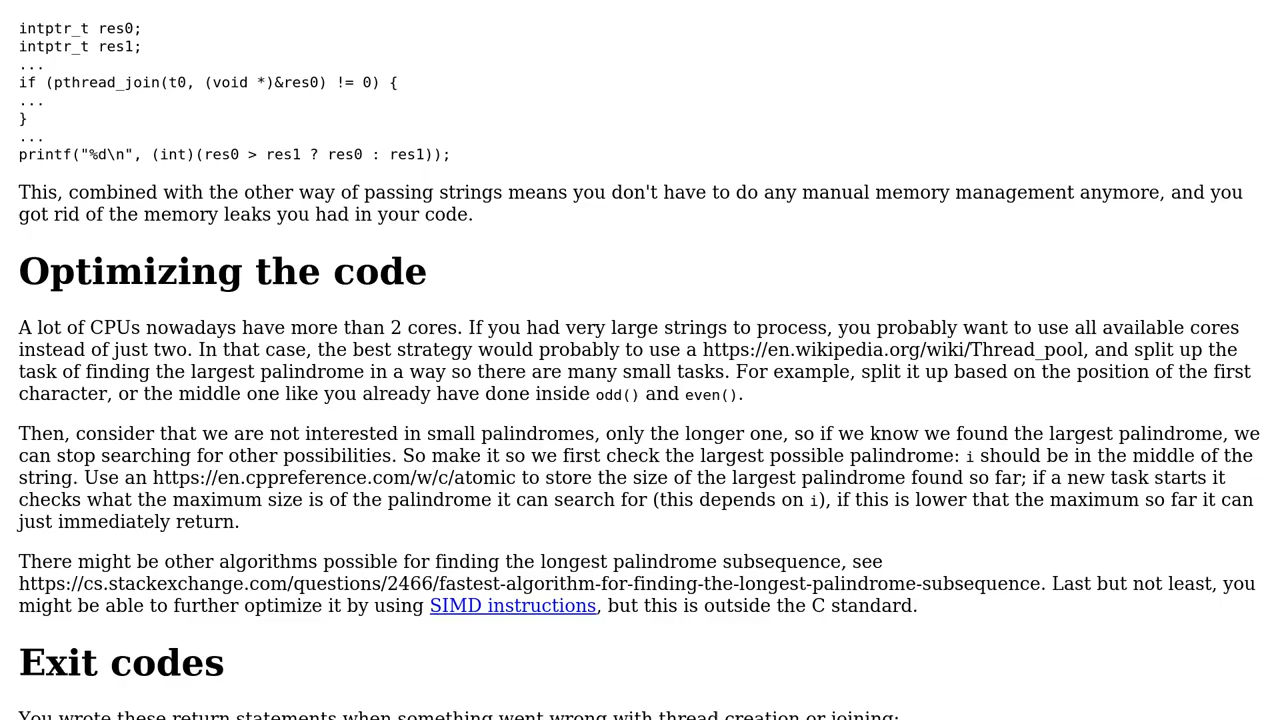 intptr_t res0;
intptr_t res1;
...
if (pthread_join(t0, (void *)&res0) != 0) {
...
}
...
printf("%d\n", (int)(res0 > res1 ? res0 : res1));
This, combined with the other way of passing strings means you don't have to do any manual memory management anymore, and you
got rid of the memory leaks you had in your code.
Optimizing the code
A lot of CPUs nowadays have more than 2 cores. If you had very large strings to process, you probably want to use all available cores
instead of just two. In that case, the best strategy would probably to use a https://en.wikipedia.org/wiki/Thread_pool, and split up the
task of finding the largest palindrome in a way so there are many small tasks. For example, split it up based on the position of the first
character, or the middle one like you already have done inside odd() and even().
Then, consider that we are not interested in small palindromes, only the longer one, so if we know we found the largest palindrome, we
can stop searching for other possibilities. So make it so we first check the largest possible palindrome: i should be in the middle of the
string. Use an https://en.cppreference.com/w/c/atomic to store the size of the largest palindrome found so far; if a new task starts it
checks what the maximum size is of the palindrome it can search for (this depends on i), if this is lower that the maximum so far it can
just immediately return.
There might be other algorithms possible for finding the longest palindrome subsequence, see
https://cs.stackexchange.com/questions/2466/fastest-algorithm-for-finding-the-longest-palindrome-subsequence. Last but not least, you
might be able to further optimize it by using SIMD instructions, but this is outside the C standard.
Exit codes
You wrote these return statements when something went wrong with thread creation or joining: